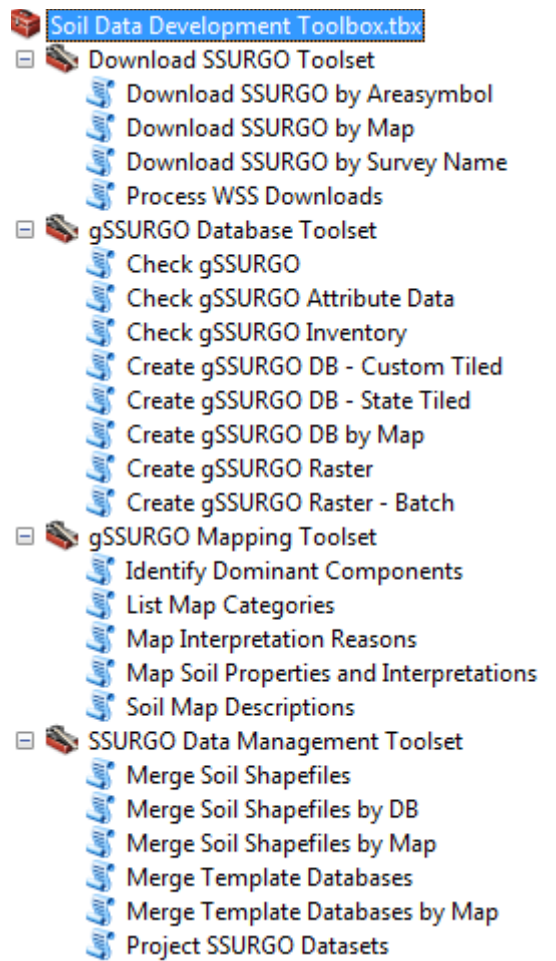 Soil Data Development Toolbox.tbx
Download SSURGO Toolset
Download SSURGO by Areasymbol
Download SSURGO by Map
Download SSURGO by Survey Name
Process WSS Downloads
gSSURGO Database Toolset
Check gSSURGO
Check gSSURGO Attribute Data
Check gSSURGO Inventory
Create gSSURGO DB - Custom Tiled
Create gSSURGO DB - State Tiled
Create gSSURGO DB by Map
Create gSSURGO Raster
Create gSSURGO Raster - Batch
gSSURGO Mapping Toolset
Identify Dominant Components
List Map Categories
Map Interpretation Reasons
Map Soil Properties and Interpretations
Soil Map Descriptions
SSURGO Data Management Toolset
Merge Soil Shapefiles
Merge Soil Shapefiles by DB
Merge Soil Shapefiles by Map
Merge Template Databases
Merge Template Databases by Map
Project SSURGO Datasets